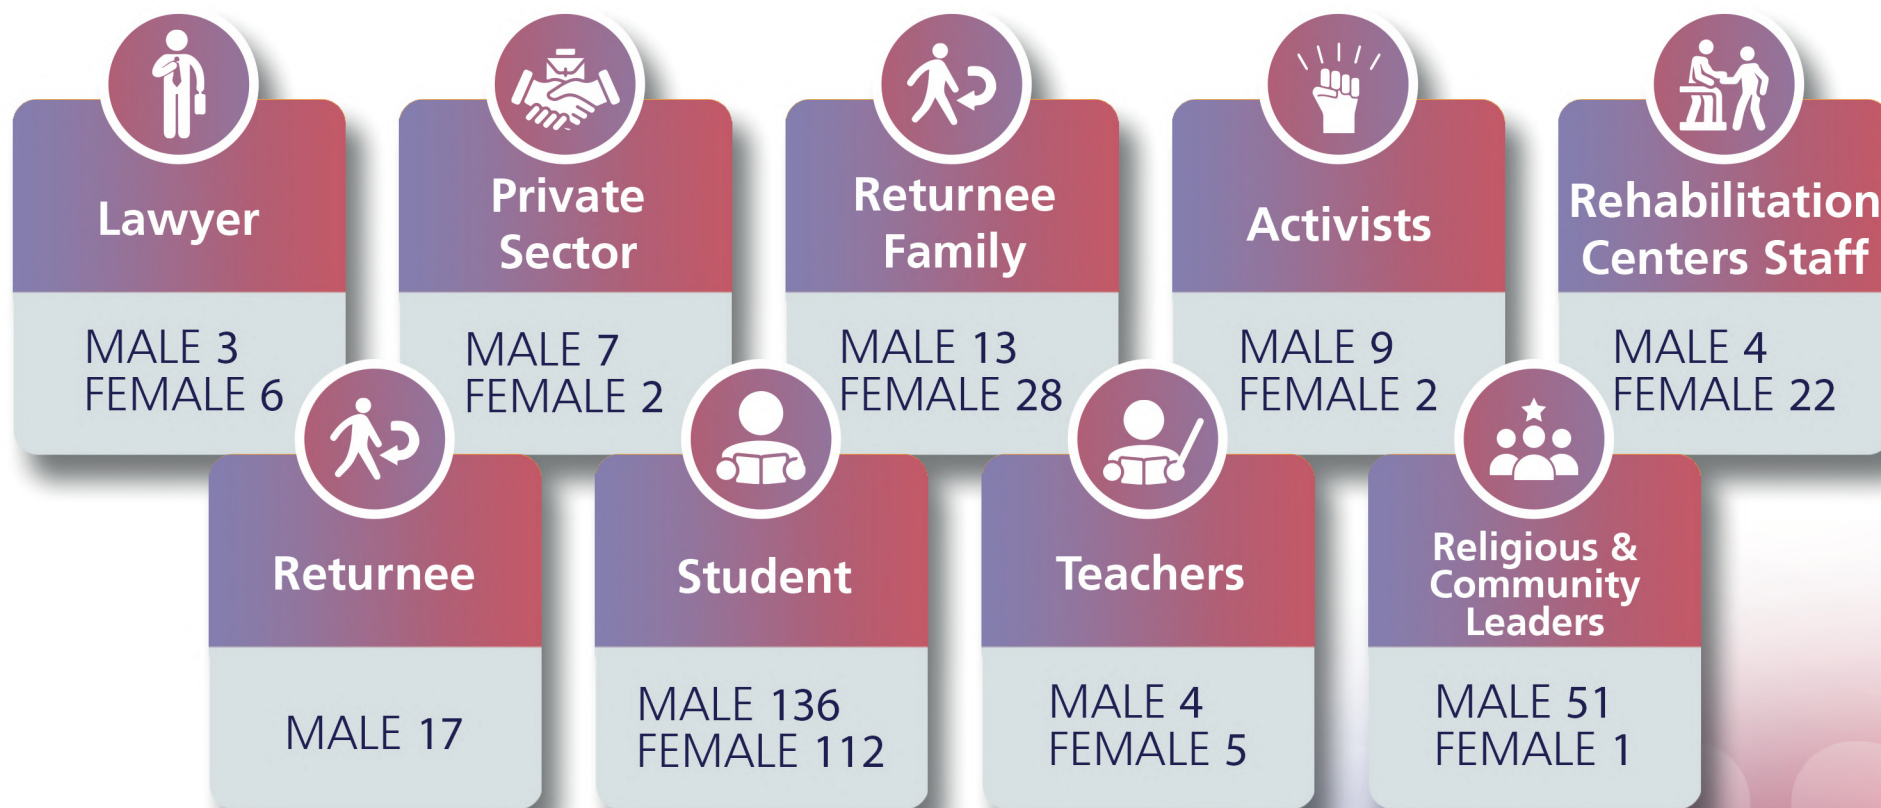 Lawyer
MALE 3
FEMALE 6
Private
Sector
MALE 7
FEMALE 2
Returnee
Family
MALE 13
FEMALE 28
Activists
MALE 9
FEMALE 2
Rehabilitation
Centers Staff
MALE 4
FEMALE 22
Returnee
MALE 17
Student
MALE 136
FEMALE 112
Teachers
MALE 4
FEMALE 5
Religious &
Community
Leaders
MALE 51
FEMALE 1